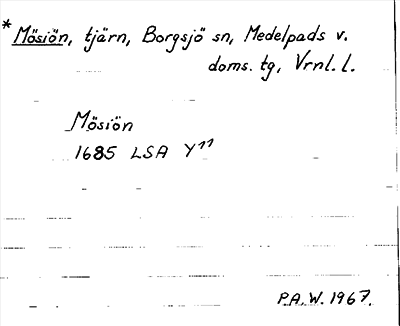 * Mösiön, tjärn, Borgsjö sn, Medelpads v.
doms. tg, Vrnl. l.
Mösiön
1685 LSA Y11
P.A.W. 1967.